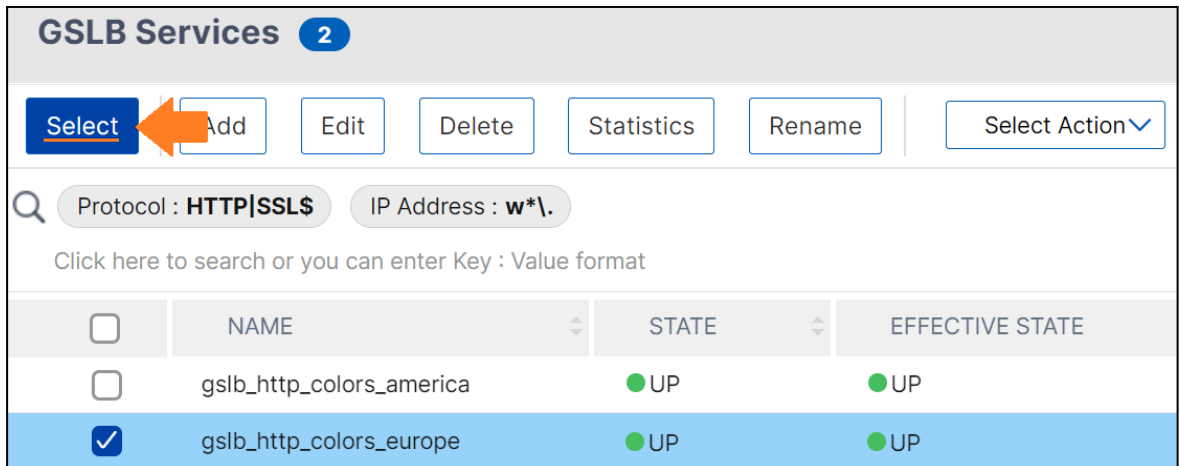 GSLB Services 2
Select Add Edit Delete Statistics Rename Select Action
Protocol : HTTP|SSL$ IP Address : w*\.
Click here to search or you can enter Key : Value format
NAME STATE EFFECTIVE STATE
gslb_http_colors_america UP UP
gslb_http_colors_europe UP UP